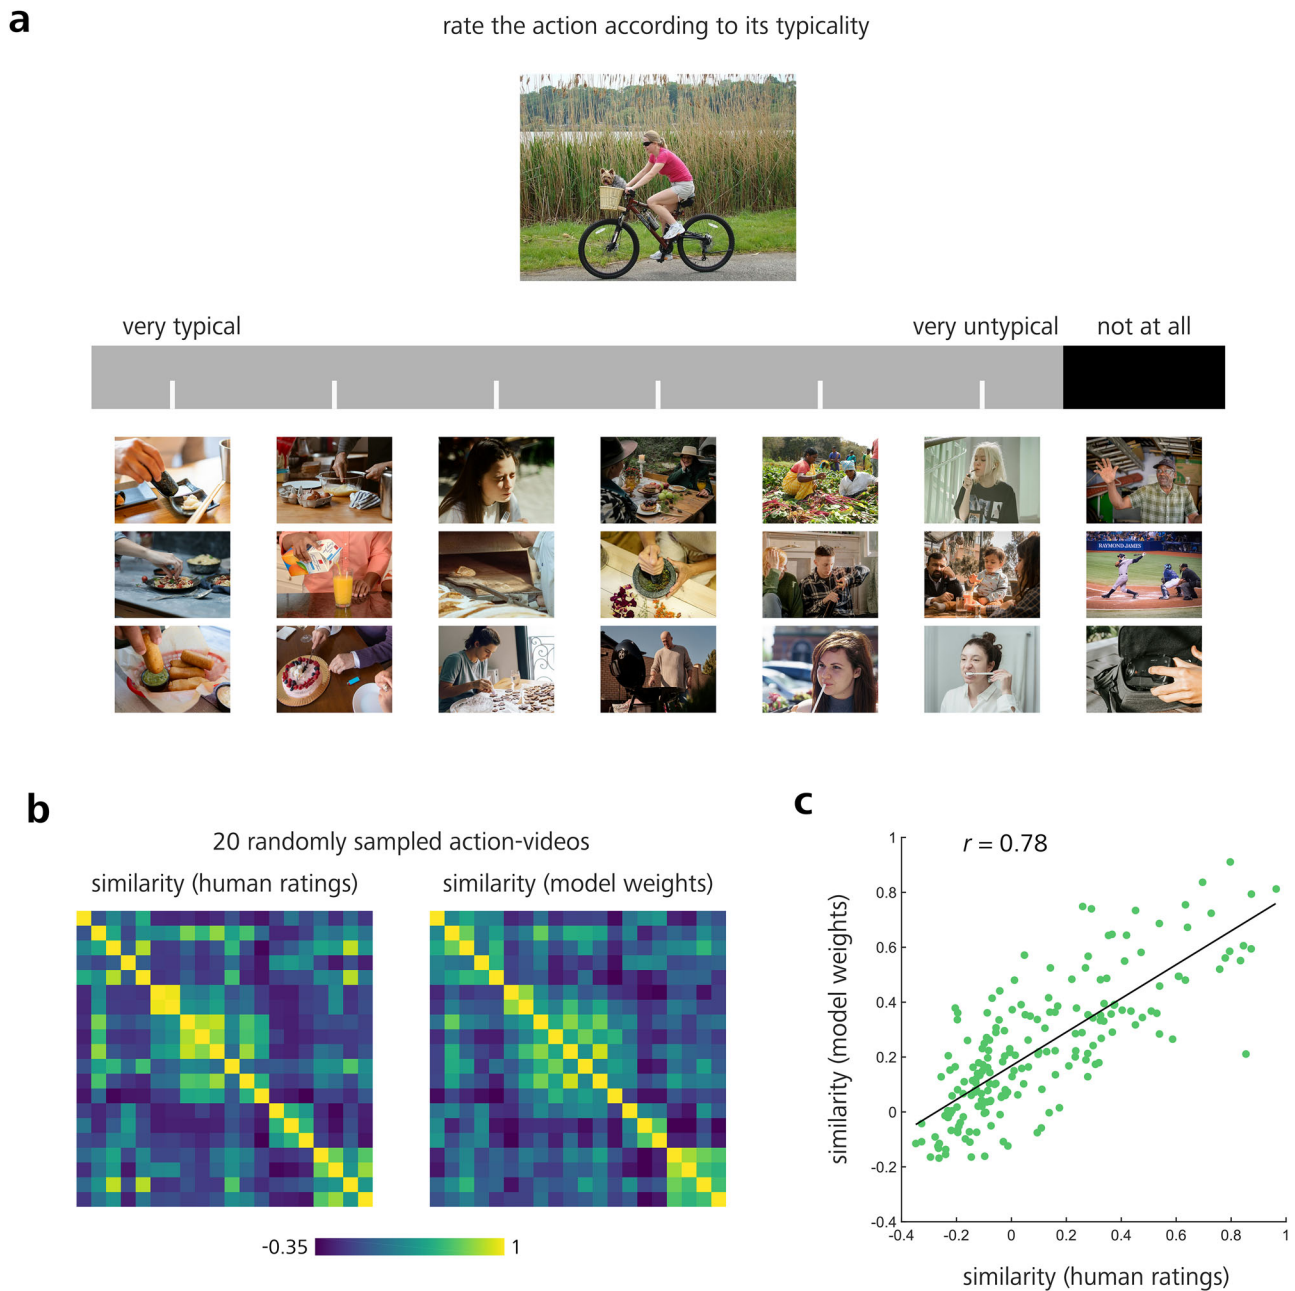 a
rate the action according to its typicality
very typical
very untypical
not at all
RAYMOND JAMES
b
20 randomly sampled action-videos
similarity (human ratings)
similarity (model weights)
-0.35
1
c
r = 0.78
similarity (model weights)
1
0.8
0.6
0.4
0.2
0
-0.2
-0.4
-0.4
-0.2
0
0.2
0.4
0.6
0.8
1
similarity (human ratings)